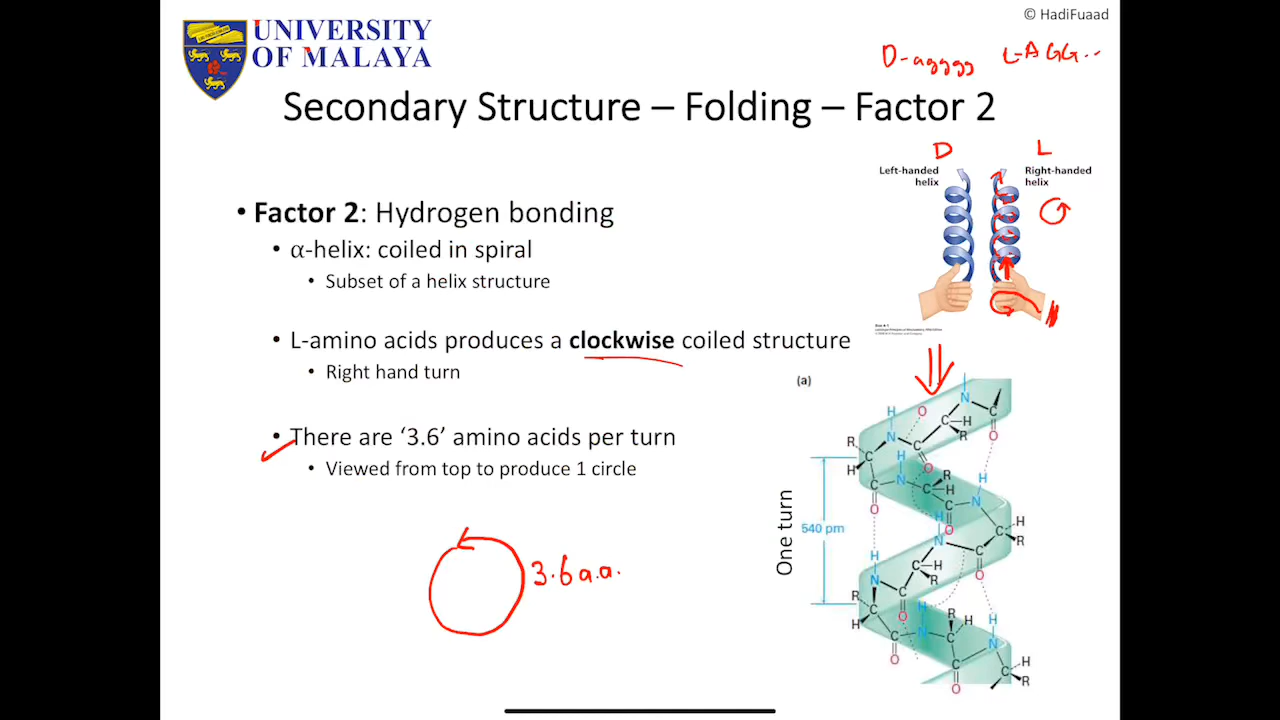 © HadiFuaad
UNIVERSITY
OF MALAYA
D-agggg L-AGG..
Secondary Structure – Folding – Factor 2
D L
Left-handed
helix
Right-handed
helix
• Factor 2: Hydrogen bonding
• α-helix: coiled in spiral
• Subset of a helix structure
• L-amino acids produces a clockwise coiled structure
• Right hand turn
• There are ‘3.6’ amino acids per turn
• Viewed from top to produce 1 circle
3.6 a.a.
(a)
One turn
540 pm
N
H O C H
N R C
R C O
C H
H N O R H
C N C H C N
O O H
N C H
H C O R
N C H
R C C R O
H O H R H H
C N C N
O C C H
O R